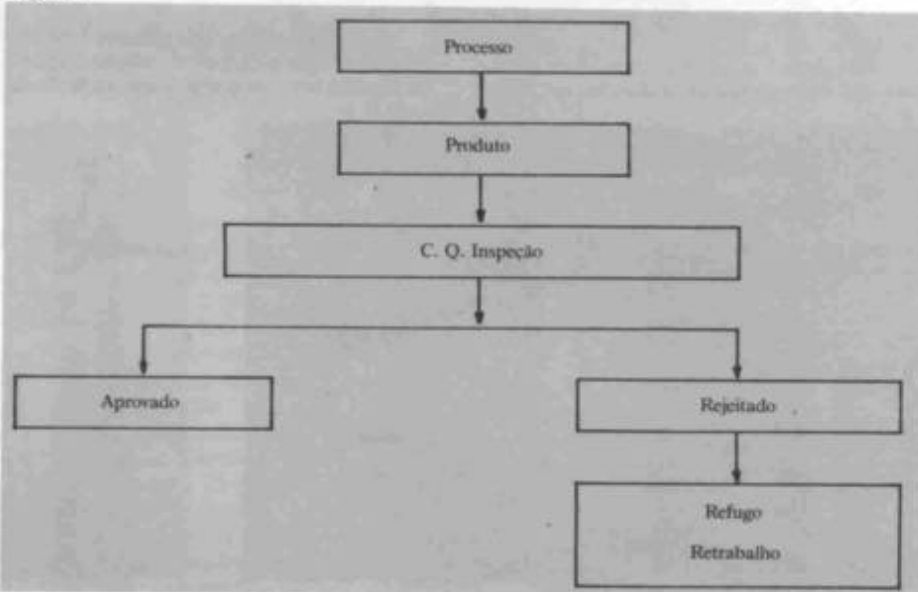 Processo
Produto
C. Q. Inspeção
Aprovado
Rejeitado
Refugo
Retrabalho